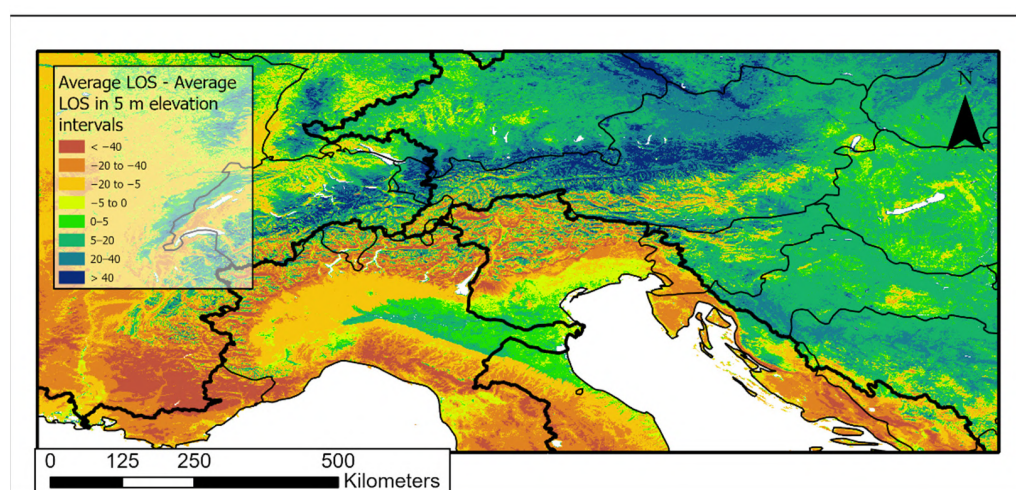 Average LOS - Average
LOS in 5 m elevation
intervals
< −40
−20 to −40
−20 to −5
−5 to 0
0–5
5–20
20–40
> 40
N
0 125 250 500
Kilometers